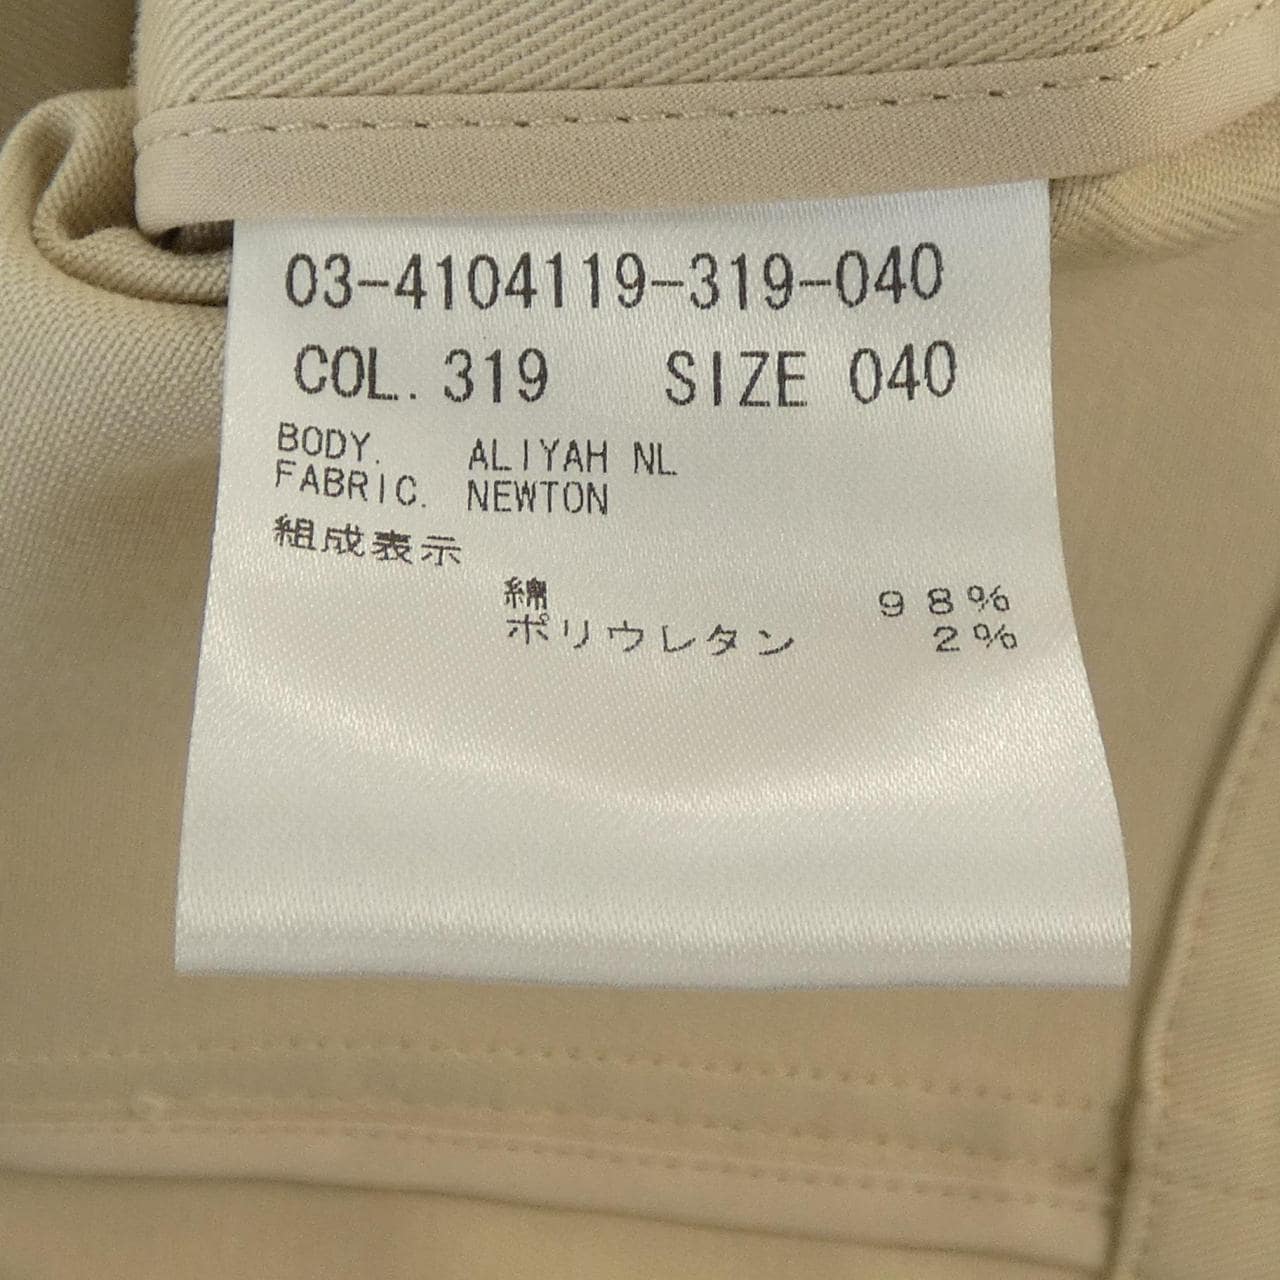 03-4104119-319-040
COL. 319 SIZE 040
BODY. ALIYAH NL
FABRIC. NEWTON
組成表示
綿 98%
ポリウレタン 2%